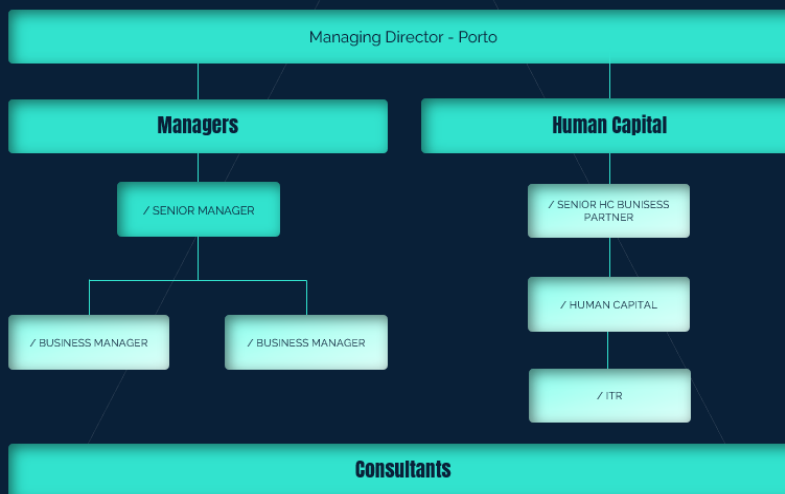 Managing Director - Porto
Managers
Human Capital
/ SENIOR MANAGER
/ SENIOR HC BUNISESS
PARTNER
/ HUMAN CAPITAL
/ BUSINESS MANAGER
/ BUSINESS MANAGER
/ ITR
Consultants